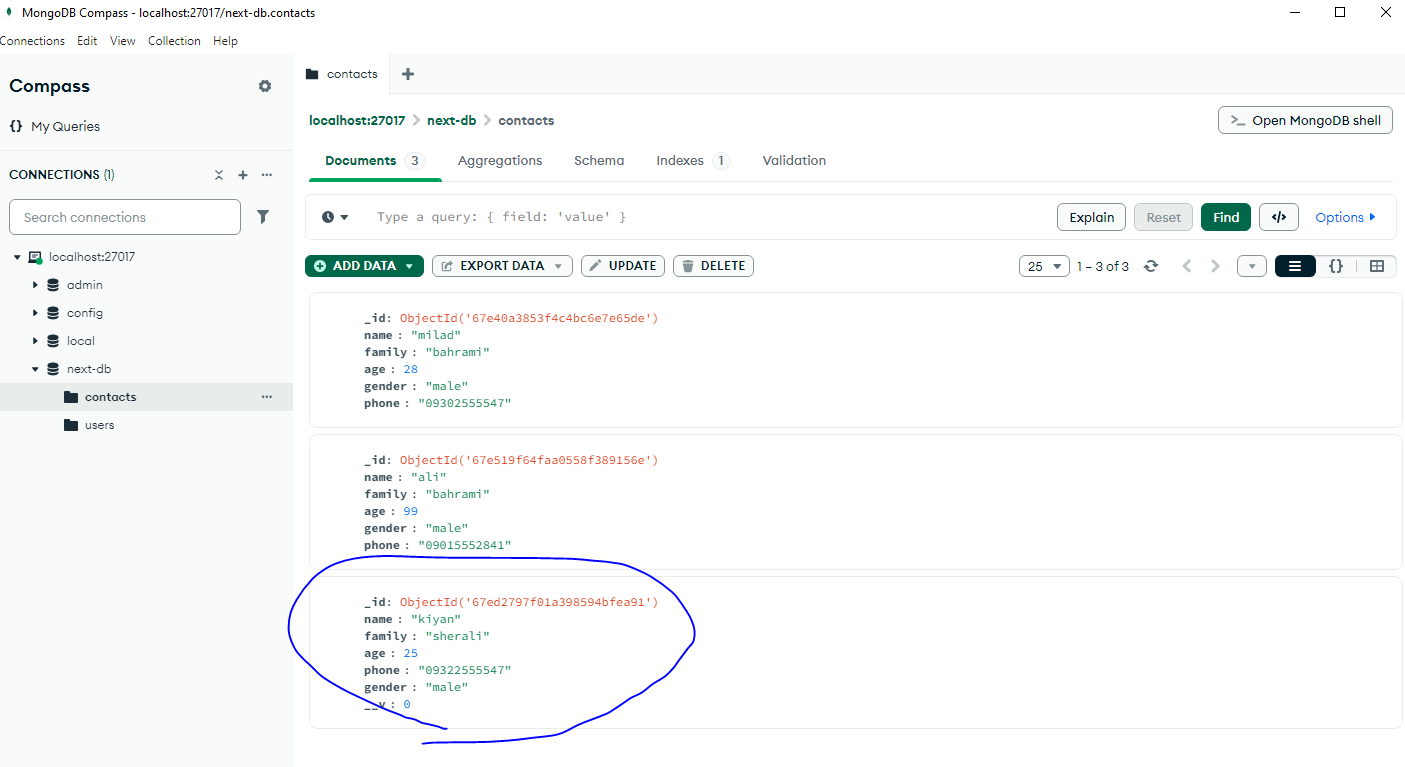 MongoDB Compass - localhost:27017/next-db.contacts
Connections Edit View Collection Help
Compass
{} My Queries
CONNECTIONS (1)
Search connections
localhost:27017
admin
config
local
next-db
contacts
users
contacts
localhost:27017 > next-db > contacts
>_ Open MongoDB shell
Documents 3 Aggregations Schema Indexes 1 Validation
Type a query: { field: 'value' }
Explain Reset Find </> Options
ADD DATA EXPORT DATA UPDATE DELETE
25 1 – 3 of 3 {}
_id: ObjectId('67e40a3853f4c4bc6e7e65de')
name : "milad"
family : "bahrami"
age : 28
gender : "male"
phone : "09302555547"
_id: ObjectId('67e519f64faa0558f389156e')
name : "ali"
family : "bahrami"
age : 99
gender : "male"
phone : "09015552841"
_id: ObjectId('67ed2797f01a398594bfea91')
name : "kiyan"
family : "sherali"
age : 25
phone : "09322555547"
gender : "male"
__v : 0